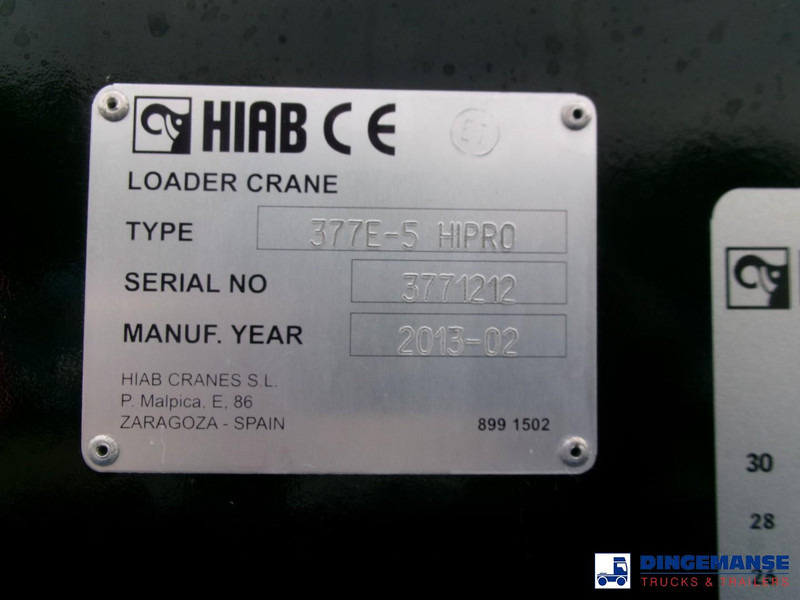 HIAB CE
LOADER CRANE
TYPE 377E-5 HIPRO
SERIAL NO 3771212
MANUF. YEAR 2013-02
HIAB CRANES S.L.
P. Malpica, E, 86
ZARAGOZA - SPAIN 899 1502
30
28
DINGEMANSE
TRUCKS & TRAILERS